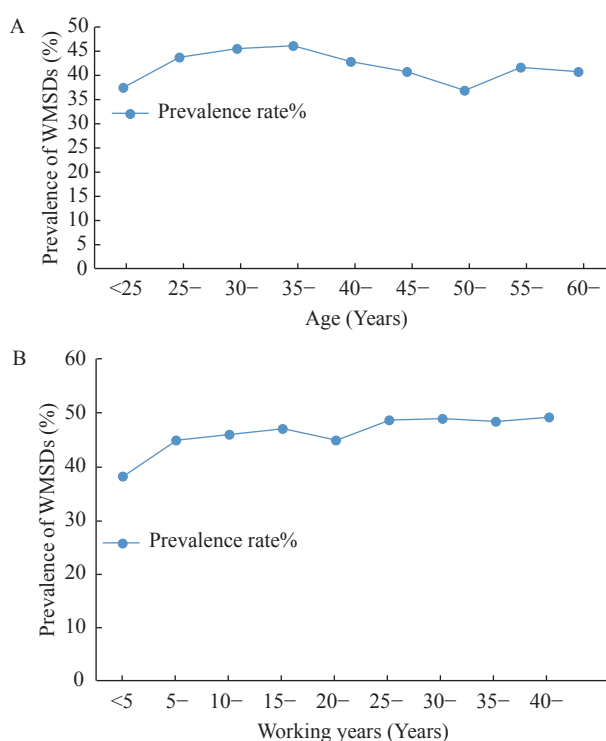 A
Prevalence of WMSDs (%)
50
45
40
35
30
25
20
15
10
5
0
Prevalence rate%
<25 25− 30− 35− 40− 45− 50− 55− 60−
Age (Years)
B
Prevalence of WMSDs (%)
60
50
40
30
20
10
0
Prevalence rate%
<5 5− 10− 15− 20− 25− 30− 35− 40−
Working years (Years)